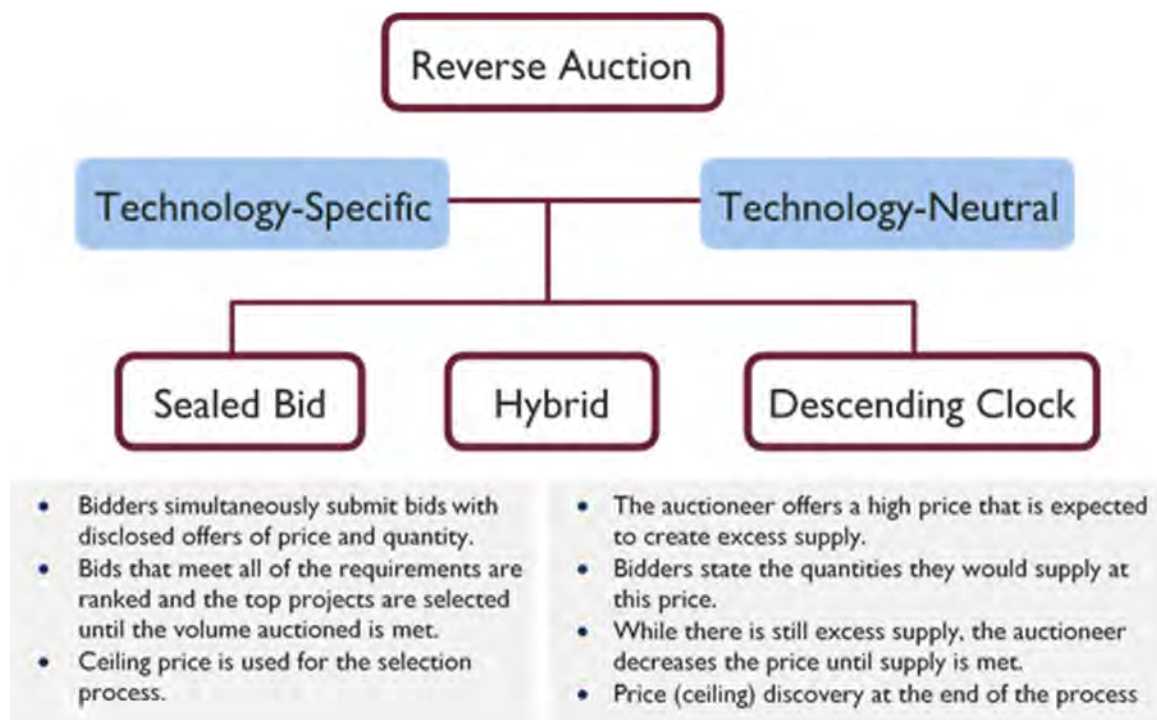 Reverse Auction
Technology-Specific
Technology-Neutral
Sealed Bid
Hybrid
Descending Clock
• Bidders simultaneously submit bids with
disclosed offers of price and quantity.
• Bids that meet all of the requirements are
ranked and the top projects are selected
until the volume auctioned is met.
• Ceiling price is used for the selection
process.
• The auctioneer offers a high price that is expected
to create excess supply.
• Bidders state the quantities they would supply at
this price.
• While there is still excess supply, the auctioneer
decreases the price until supply is met.
• Price (ceiling) discovery at the end of the process